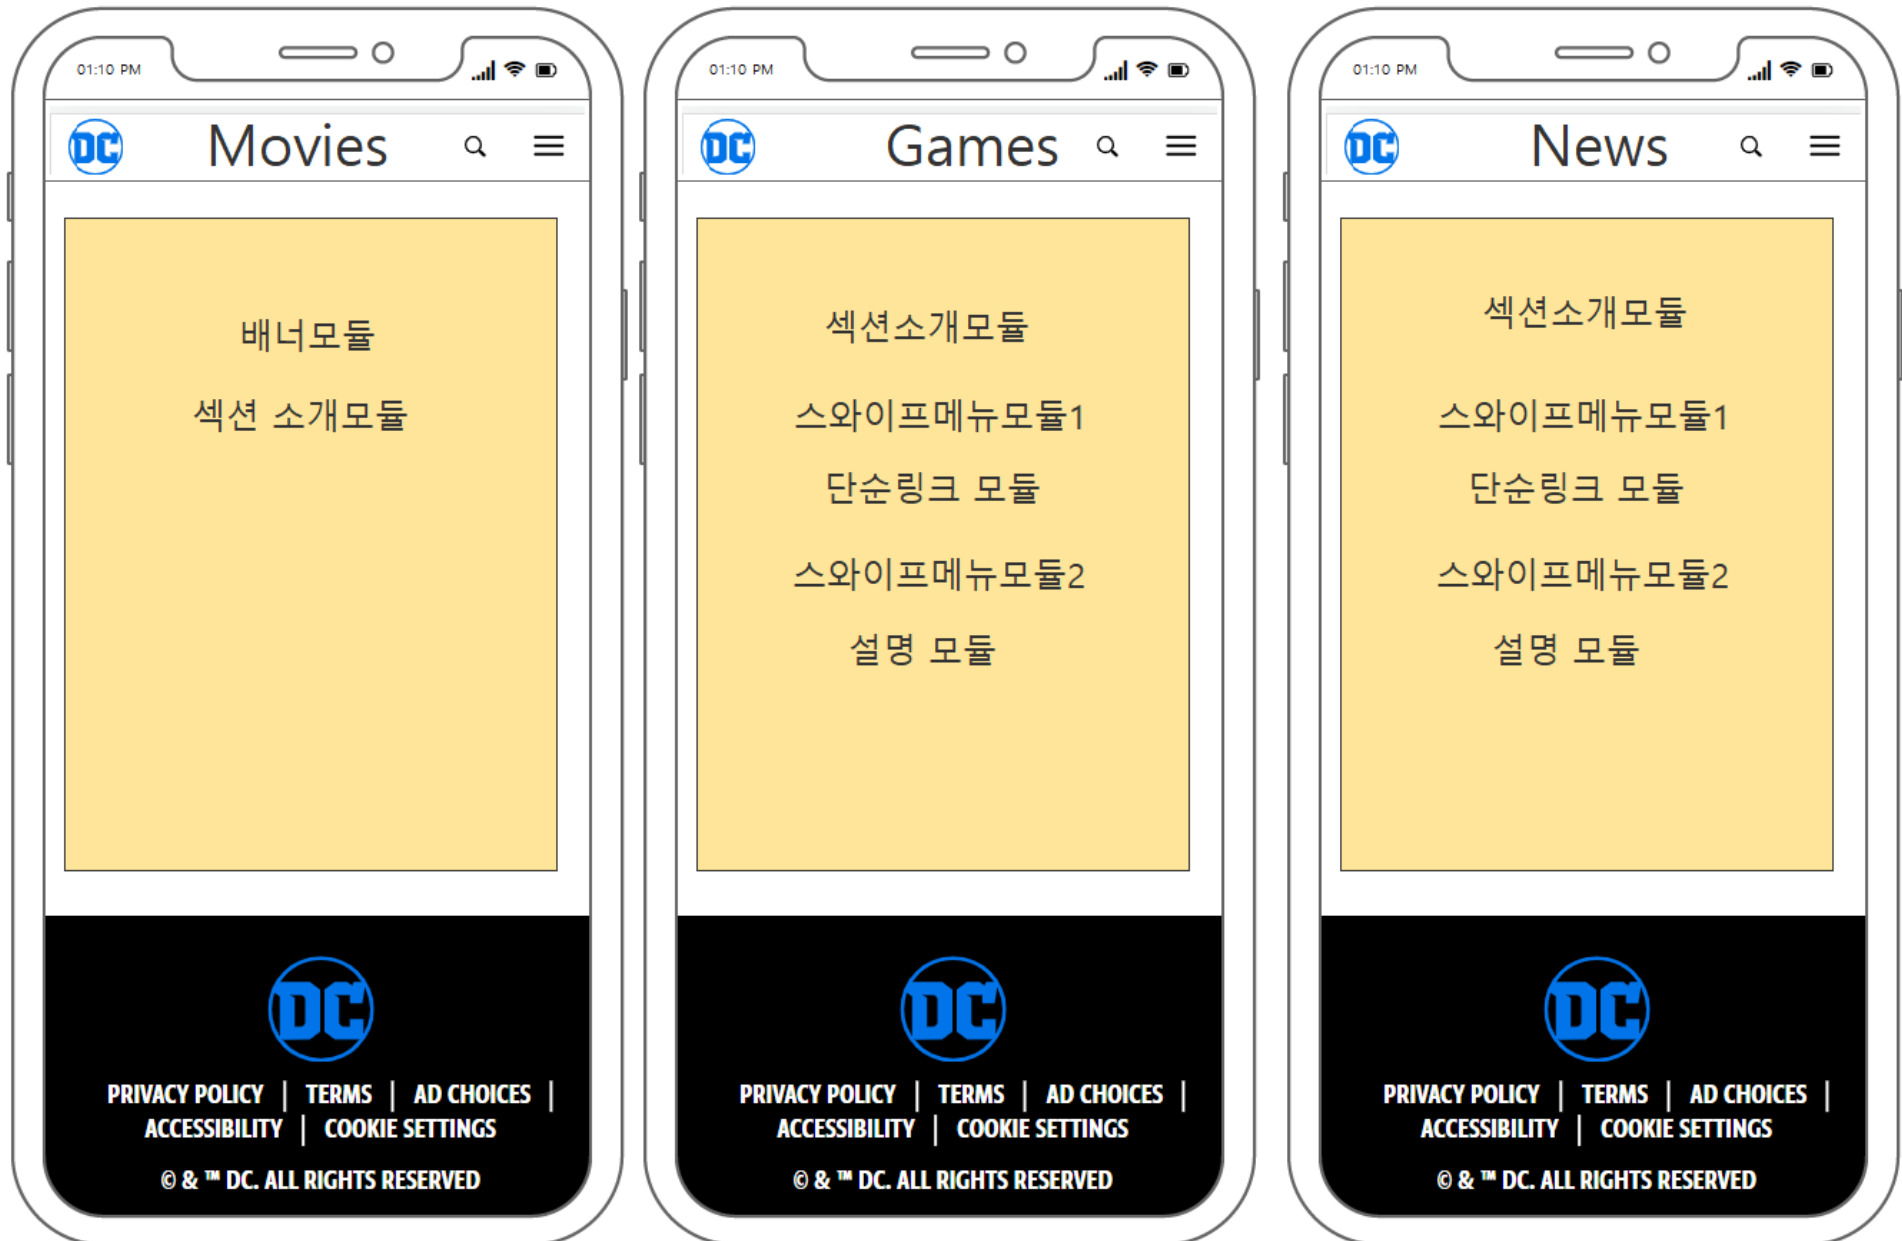 01:10 PM
DC
Movies
배너모듈
섹션 소개모듈
DC
PRIVACY POLICY | TERMS | AD CHOICES |
ACCESSIBILITY | COOKIE SETTINGS
© & ™ DC. ALL RIGHTS RESERVED
01:10 PM
DC
Games
섹션소개모듈
스와이프메뉴모듈1
단순링크 모듈
스와이프메뉴모듈2
설명 모듈
DC
PRIVACY POLICY | TERMS | AD CHOICES |
ACCESSIBILITY | COOKIE SETTINGS
© & ™ DC. ALL RIGHTS RESERVED
01:10 PM
DC
News
섹션소개모듈
스와이프메뉴모듈1
단순링크 모듈
스와이프메뉴모듈2
설명 모듈
DC
PRIVACY POLICY | TERMS | AD CHOICES |
ACCESSIBILITY | COOKIE SETTINGS
© & ™ DC. ALL RIGHTS RESERVED